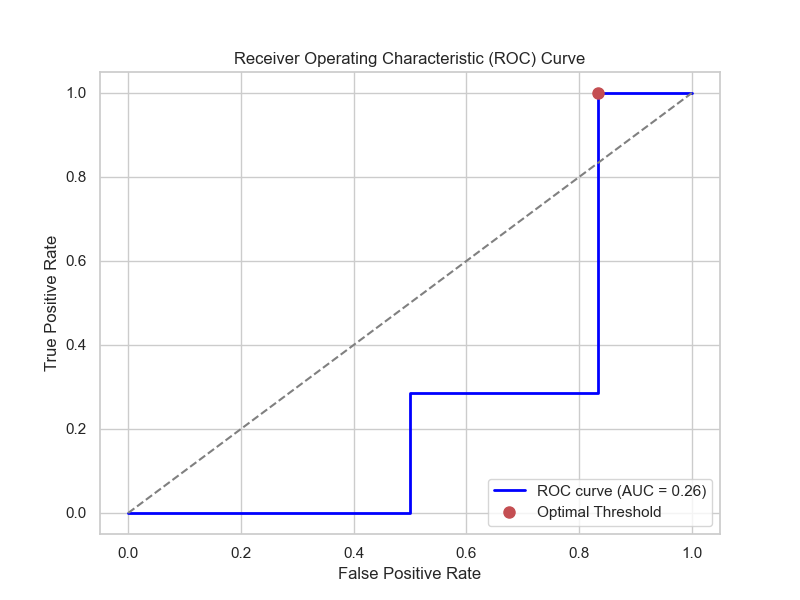 Receiver Operating Characteristic (ROC) Curve
True Positive Rate
1.0
0.8
0.6
0.4
0.2
0.0
ROC curve (AUC = 0.26)
Optimal Threshold
0.0 0.2 0.4 0.6 0.8 1.0
False Positive Rate